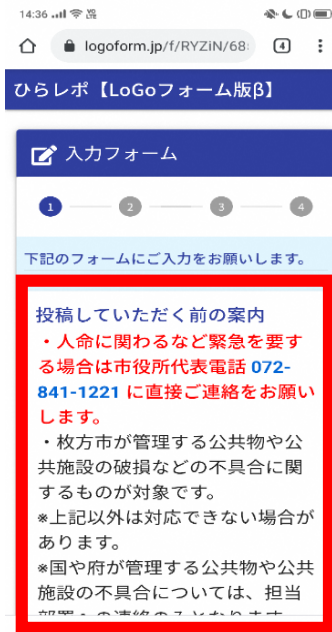 14:36
logoform.jp/f/RYZiN/68
4
ひらレポ【LoGoフォーム版β】
入力フォーム
1 2 3 4
下記のフォームにご入力をお願いします。
投稿していただく前の案内
・人命に関わるなど緊急を要す
る場合は市役所代表電話 072-
841-1221 に直接ご連絡をお願い
します。
・枚方市が管理する公共物や公
共施設の破損などの不具合に関
するものが対象です。
※上記以外は対応できない場合が
あります。
※国や府が管理する公共物や公共
施設の不具合については、担当